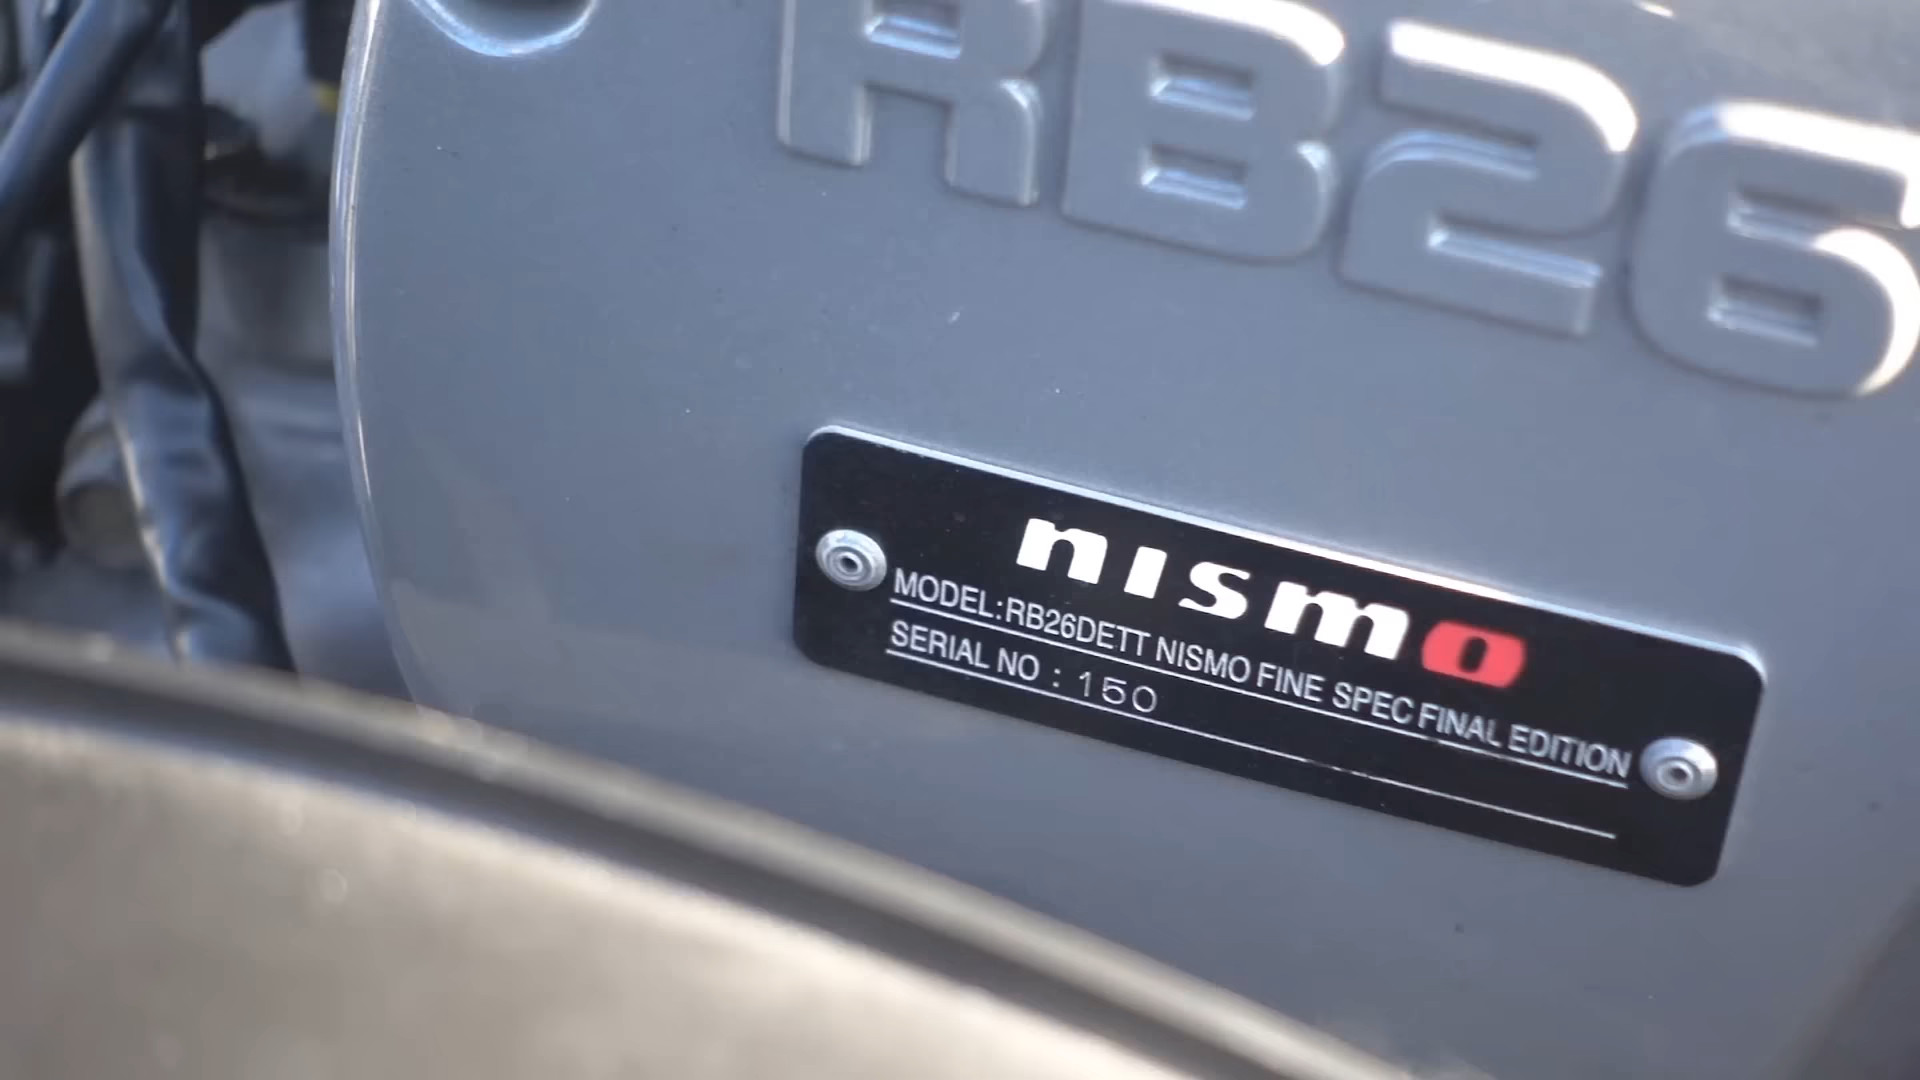 RB26
nismo
MODEL:RB26DETT NISMO FINE SPEC FINAL EDITION
SERIAL NO : 150